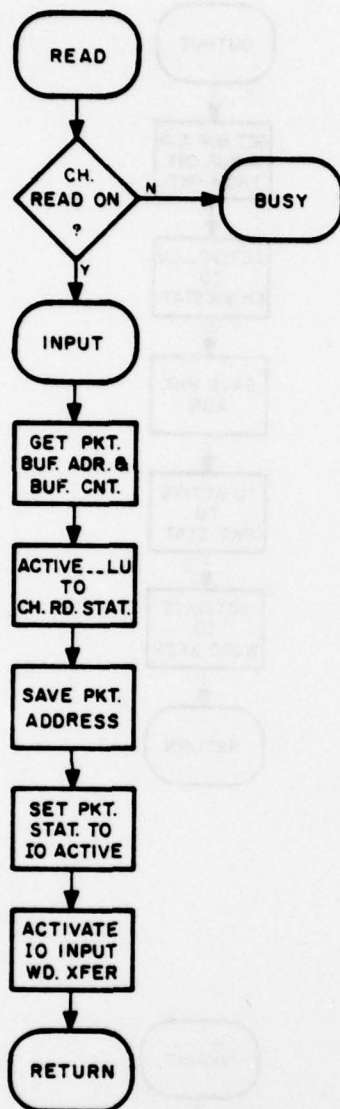 READ
CH.
READ ON
?
N
BUSY
Y
INPUT
GET PKT.
BUF. ADR. &
BUF. CNT.
ACTIVE__LU
TO
CH. RD. STAT.
SAVE PKT.
ADDRESS
SET PKT.
STAT. TO
IO ACTIVE
ACTIVATE
IO INPUT
WD. XFER
RETURN